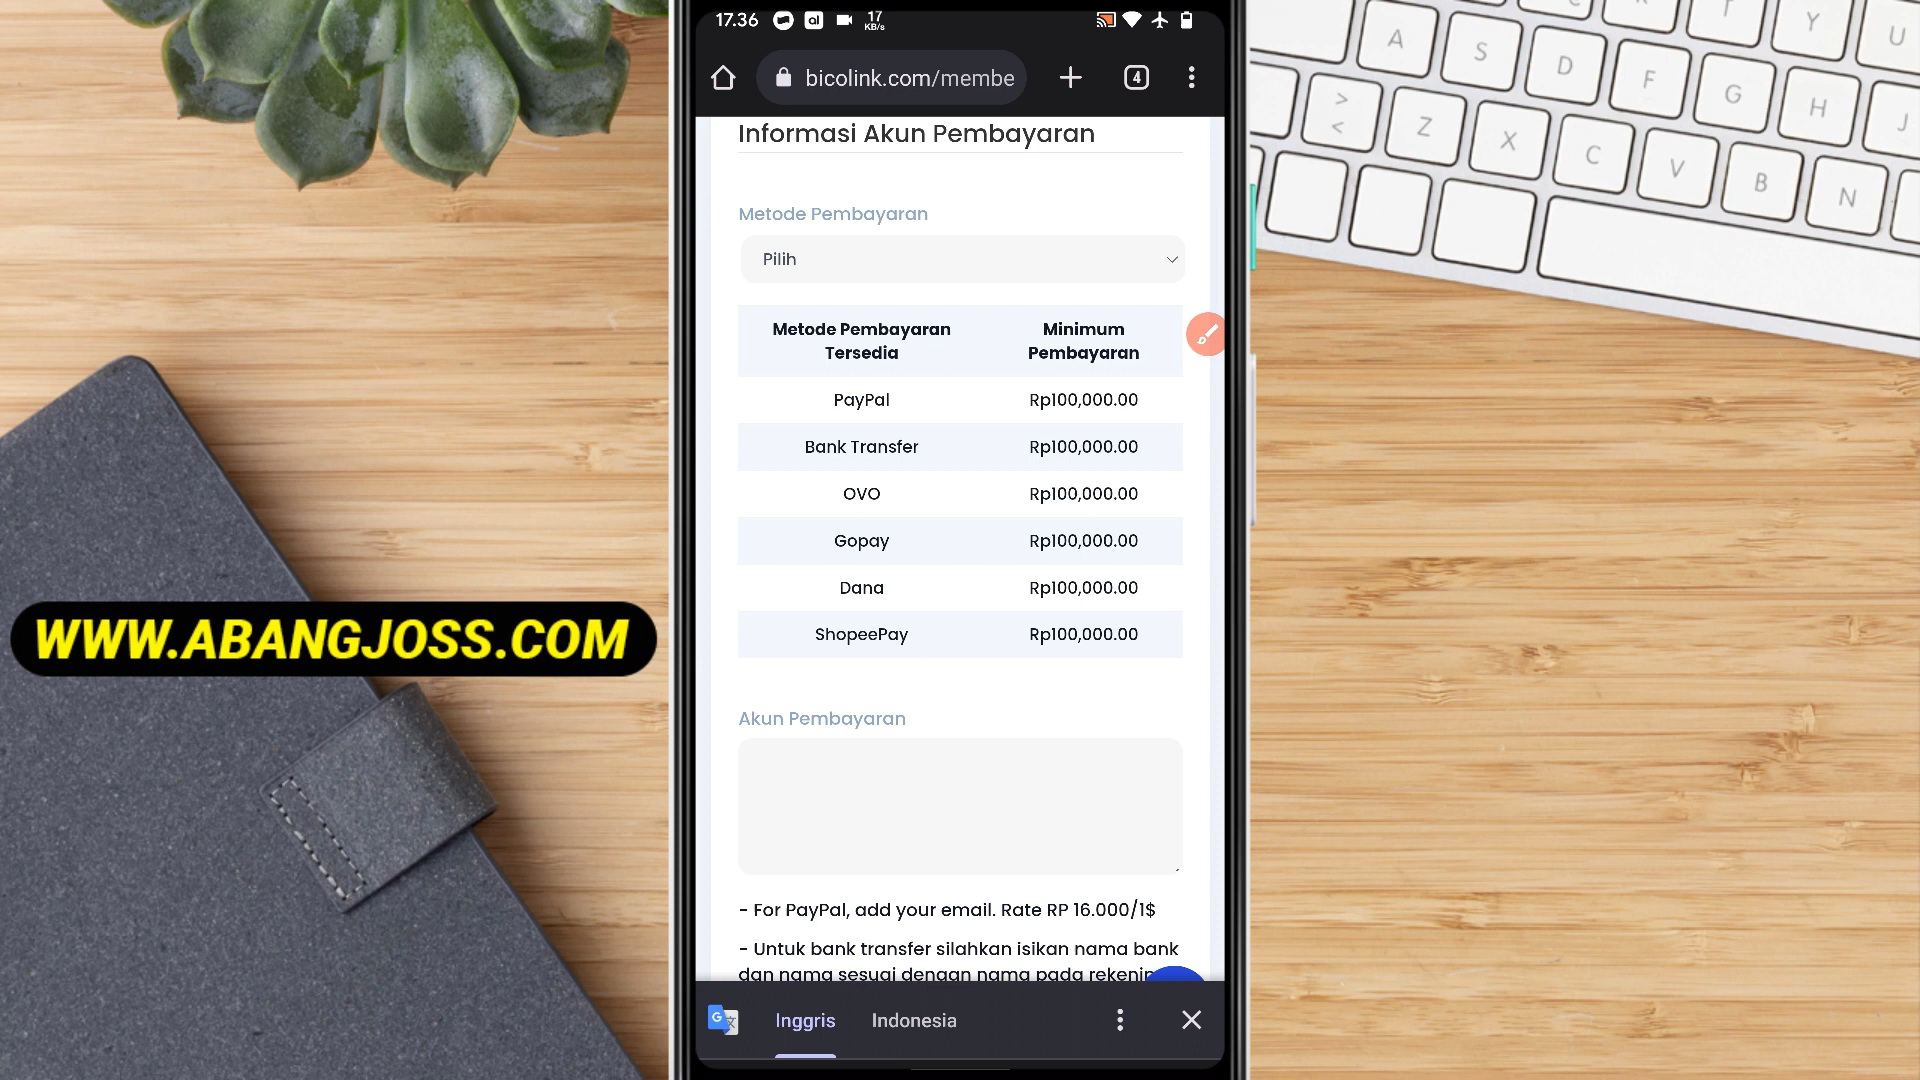 17.36
17
KB/s
bicolink.com/membe
4
Informasi Akun Pembayaran
Metode Pembayaran
Pilih
Metode Pembayaran Tersedia
Minimum Pembayaran
PayPal Rp100,000.00
Bank Transfer Rp100,000.00
OVO Rp100,000.00
Gopay Rp100,000.00
Dana Rp100,000.00
ShopeePay Rp100,000.00
Akun Pembayaran
- For PayPal, add your email. Rate RP 16.000/1$
- Untuk bank transfer silahkan isikan nama bank
dan nama sesuai dengan nama pada
Inggris Indonesia
WWW.ABANGJOSS.COM
A S D F G H J
Z X C V B N
T Y U
> <